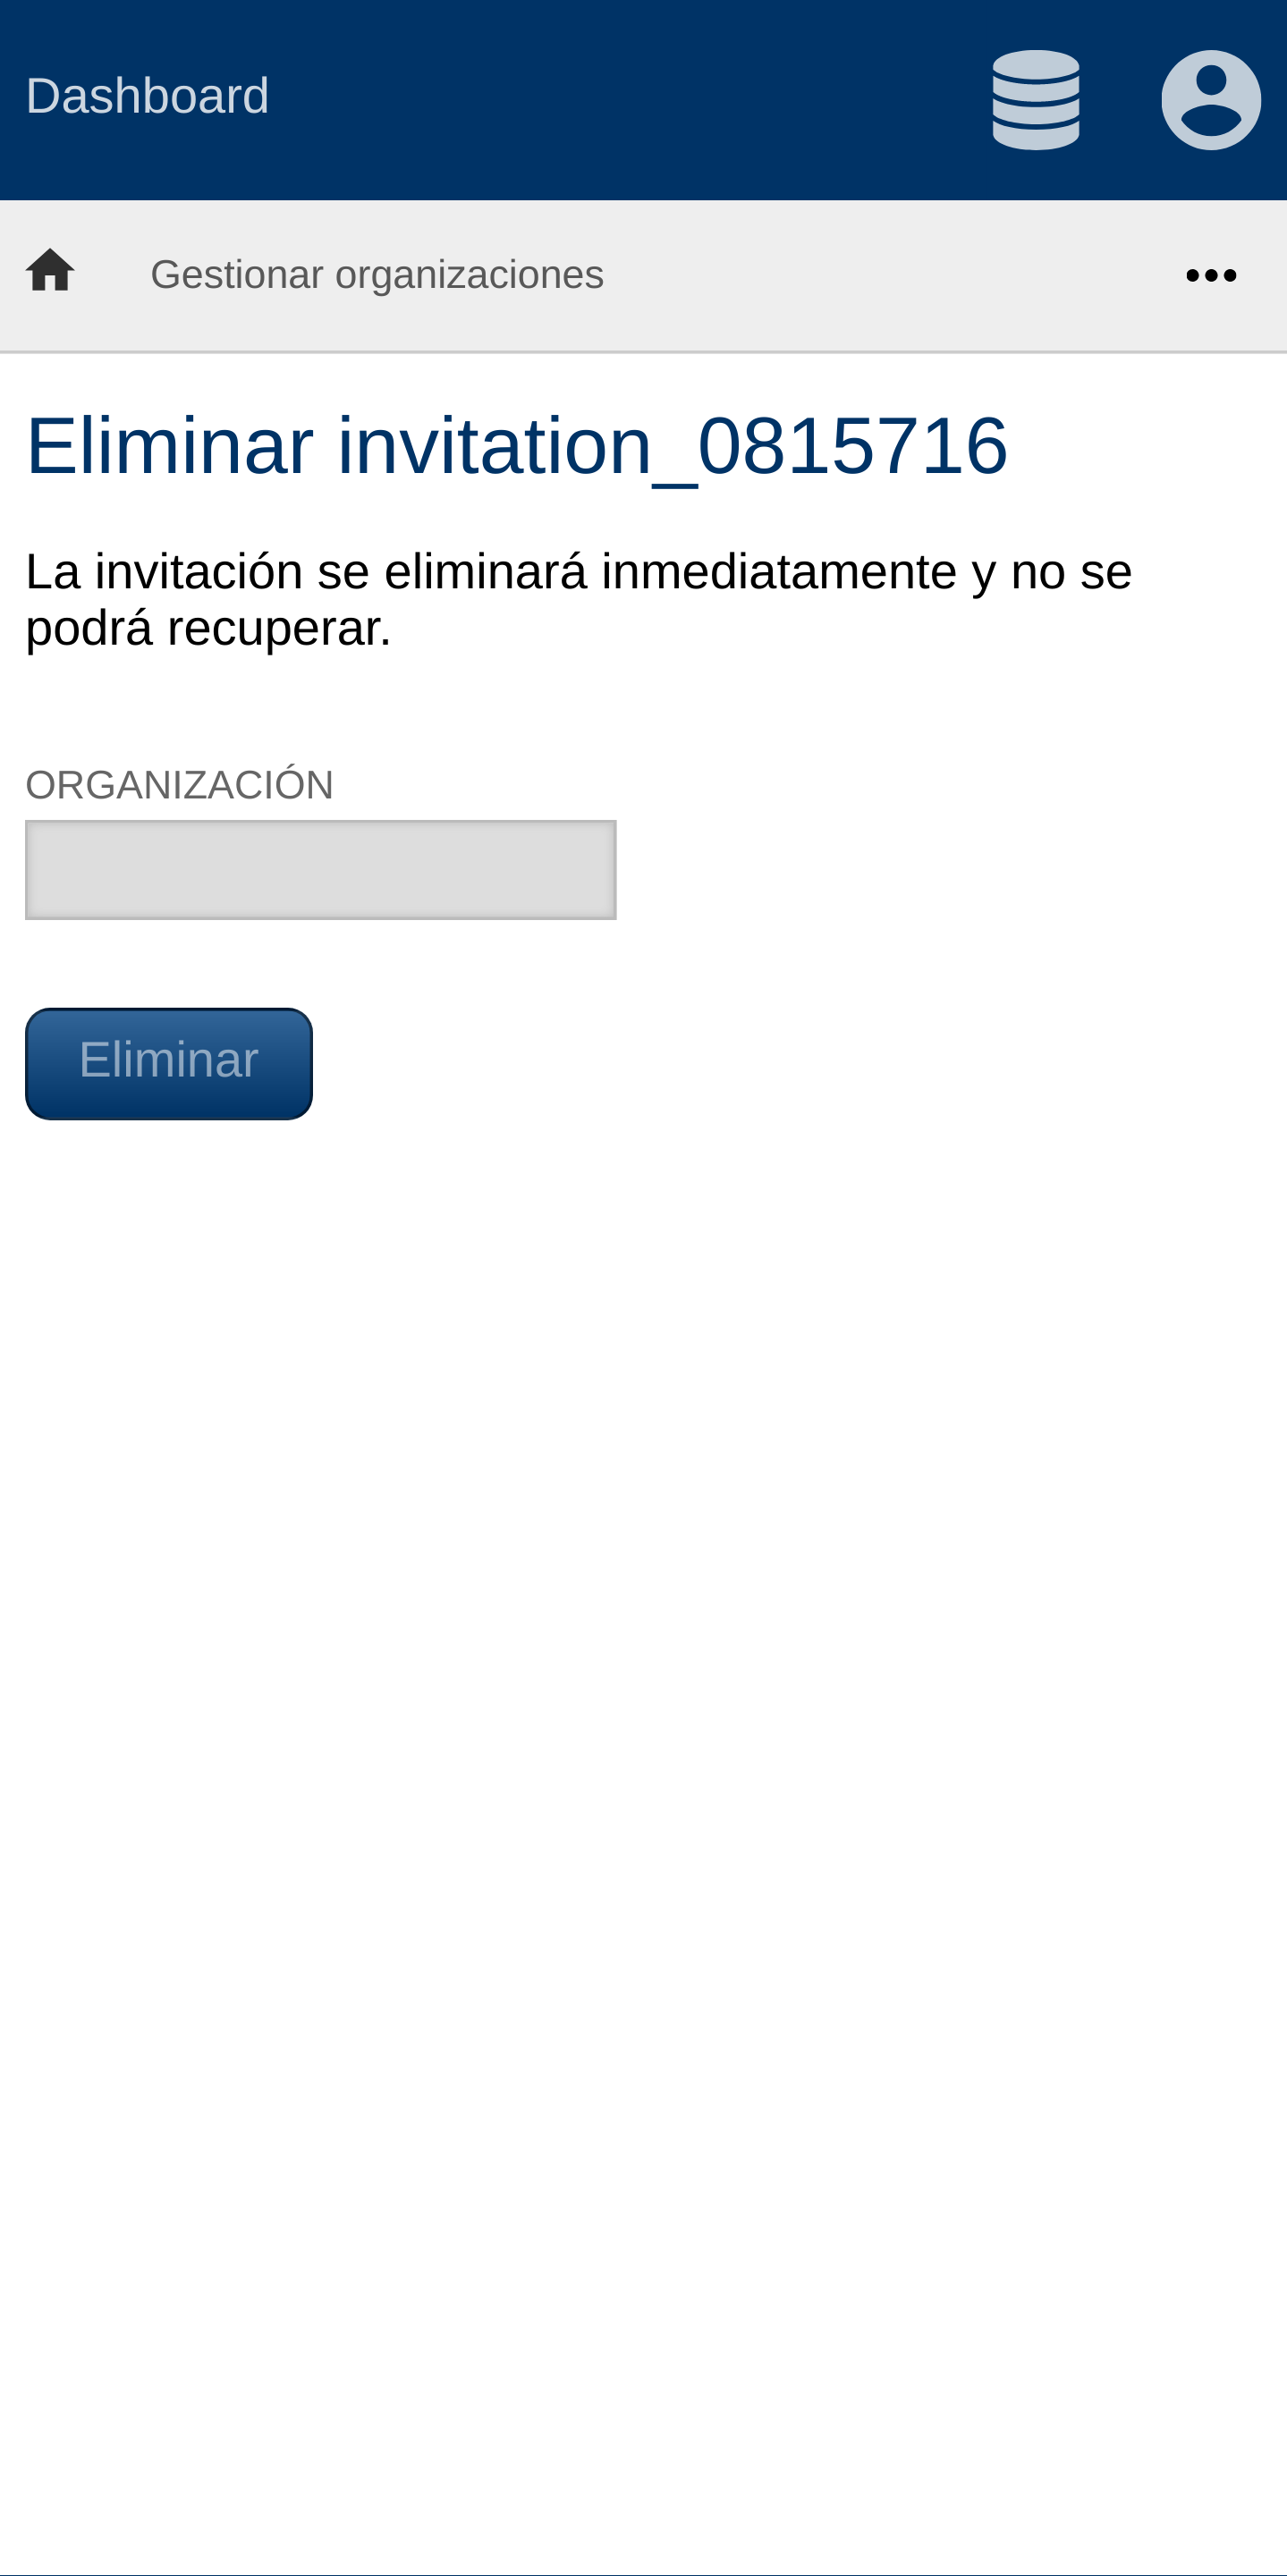 Dashboard
Gestionar organizaciones
Eliminar invitation_0815716
La invitación se eliminará inmediatamente y no se
podrá recuperar.
ORGANIZACIÓN
Eliminar